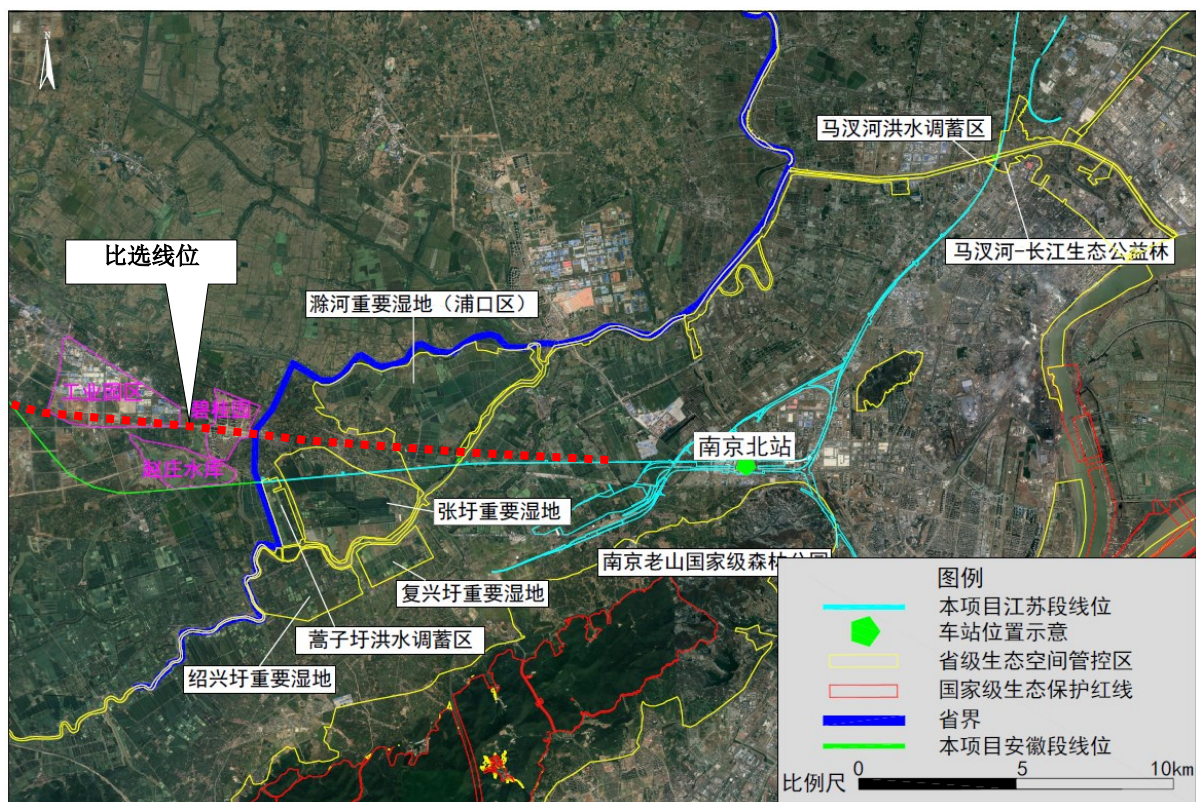 N
马汊河洪水调蓄区
比选线位
马汊河-长江生态公益林
滁河重要湿地（浦口区）
工业园区
碧桂园
赵庄水库
南京北站
张圩重要湿地
南京老山国家级森林公园
复兴圩重要湿地
蒿子圩洪水调蓄区
绍兴圩重要湿地
图例
本项目江苏段线位
车站位置示意
省级生态空间管控区
国家级生态保护红线
省界
本项目安徽段线位
比例尺 0 5 10km